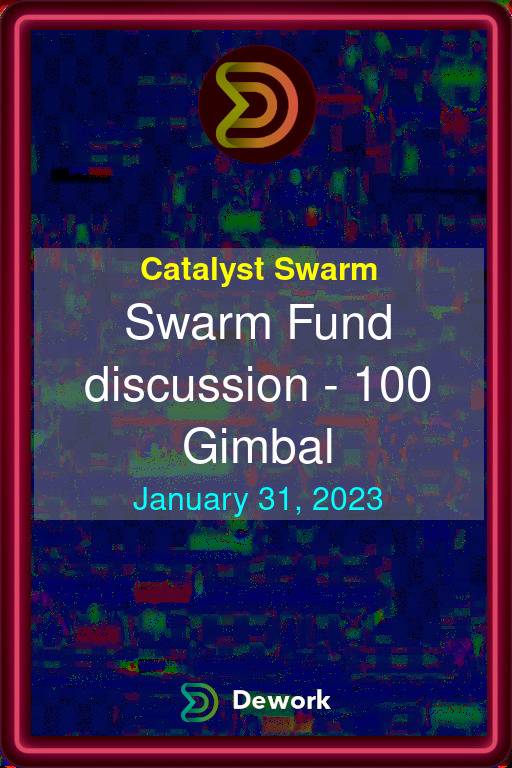 Catalyst Swarm
Swarm Fund
discussion - 100
Gimbal
January 31, 2023
Dework